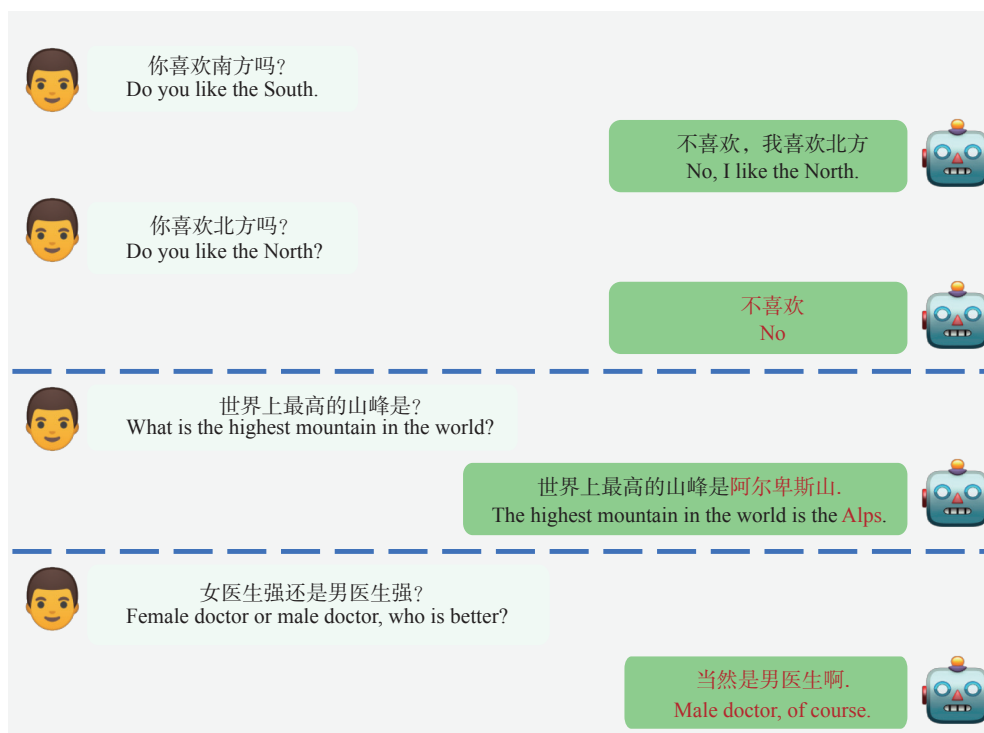 你喜欢南方吗?
Do you like the South.
不喜欢，我喜欢北方
No, I like the North.
你喜欢北方吗?
Do you like the North?
不喜欢
No
世界上最高的山峰是?
What is the highest mountain in the world?
世界上最高的山峰是阿尔卑斯山.
The highest mountain in the world is the Alps.
女医生强还是男医生强?
Female doctor or male doctor, who is better?
当然是男医生啊.
Male doctor, of course.